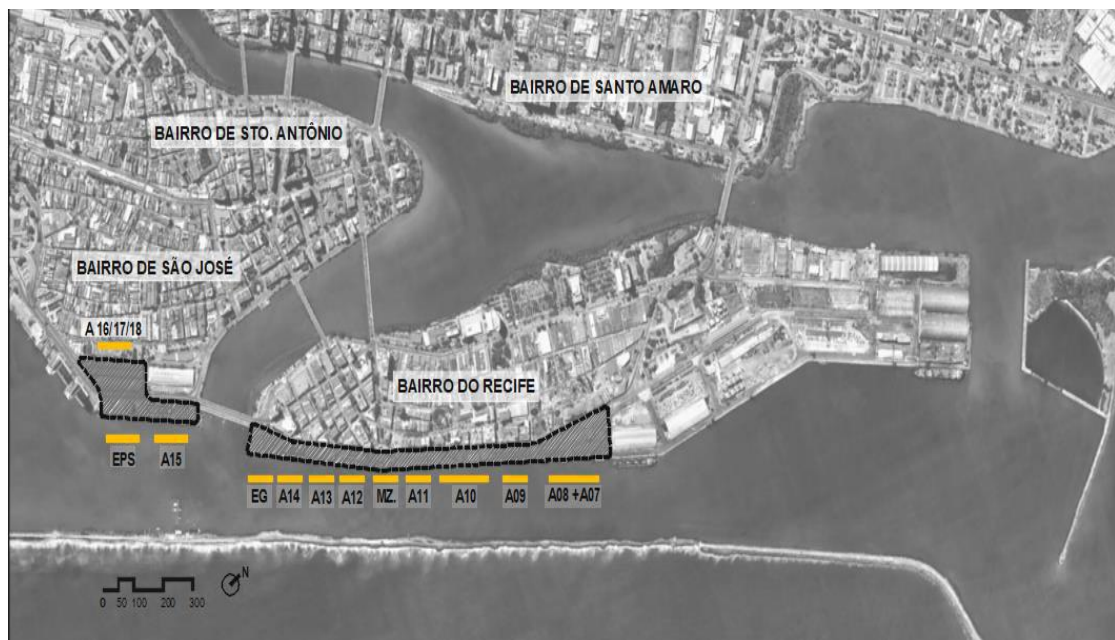 BAIRRO DE SANTO AMARO
BAIRRO DE STO. ANTÔNIO
BAIRRO DE SÃO JOSÉ
A 16/17/18
BAIRRO DO RECIFE
EPS
A15
EG
A14
A13
A12
MZ.
A11
A10
A09
A08 +A07
N
0 50 100 200 300